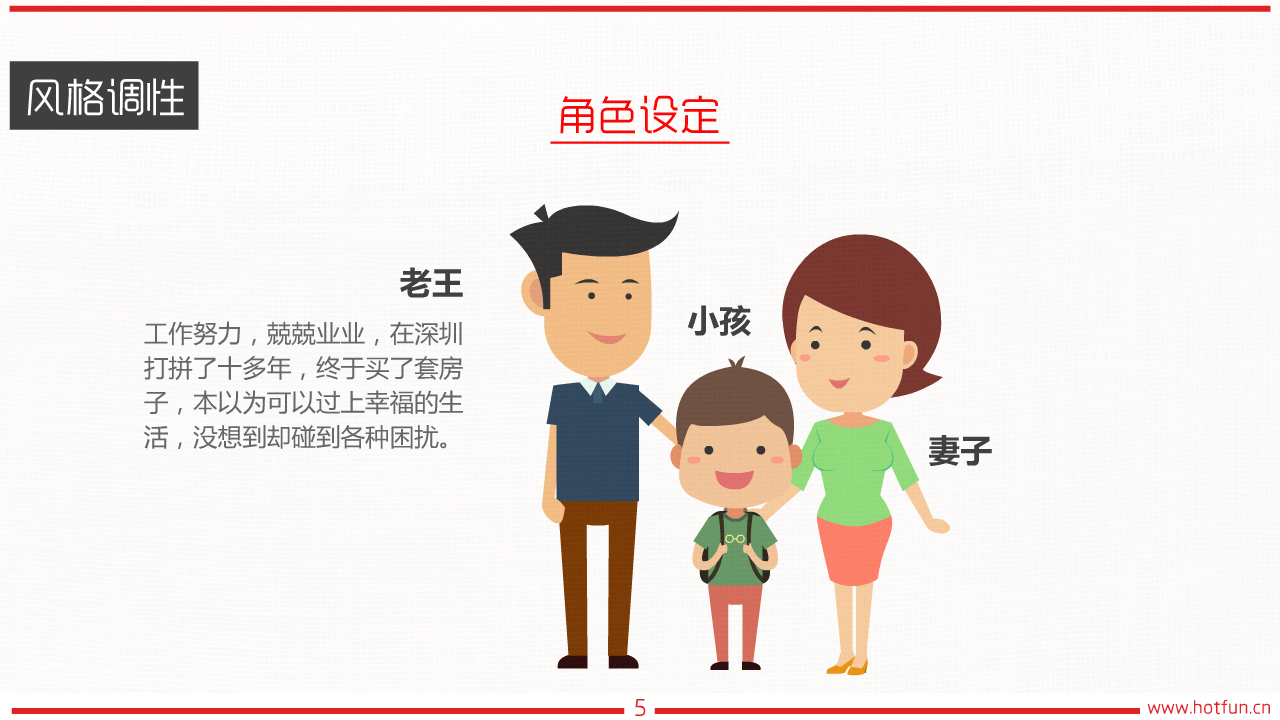 风格调性
角色设定
老王
工作努力，兢兢业业，在深圳
打拼了十多年，终于买了套房
子，本以为可以过上幸福的生
活，没想到却碰到各种困扰。
小孩
妻子
5
www.hotfun.cn